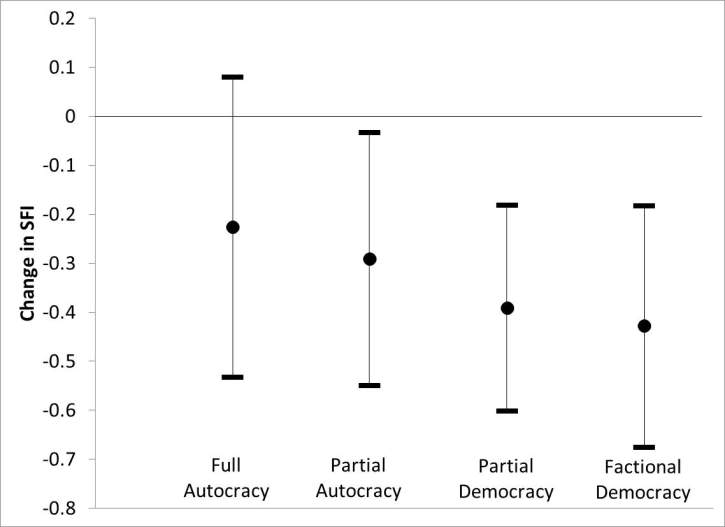 0.2
0.1
0
-0.1
-0.2
-0.3
-0.4
-0.5
-0.6
-0.7
-0.8
Change in SFI
Full
Autocracy
Partial
Autocracy
Partial
Democracy
Factional
Democracy